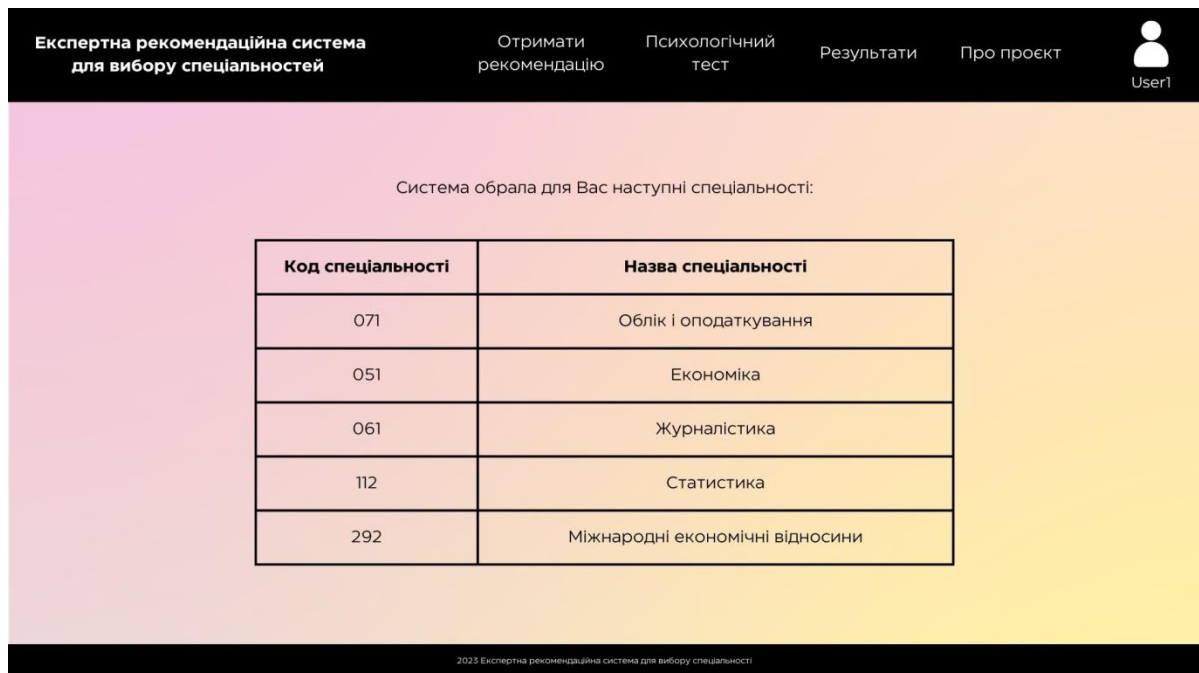 Експертна рекомендаційна система
для вибору спеціальностей
Отримати
рекомендацію
Психологічний
тест
Результати
Про проєкт
User1
Система обрала для Вас наступні спеціальності:
Код спеціальності Назва спеціальності
071 Облік і оподаткування
051 Економіка
061 Журналістика
112 Статистика
292 Міжнародні економічні відносини
2023 Експертна рекомендаційна система для вибору спеціальності